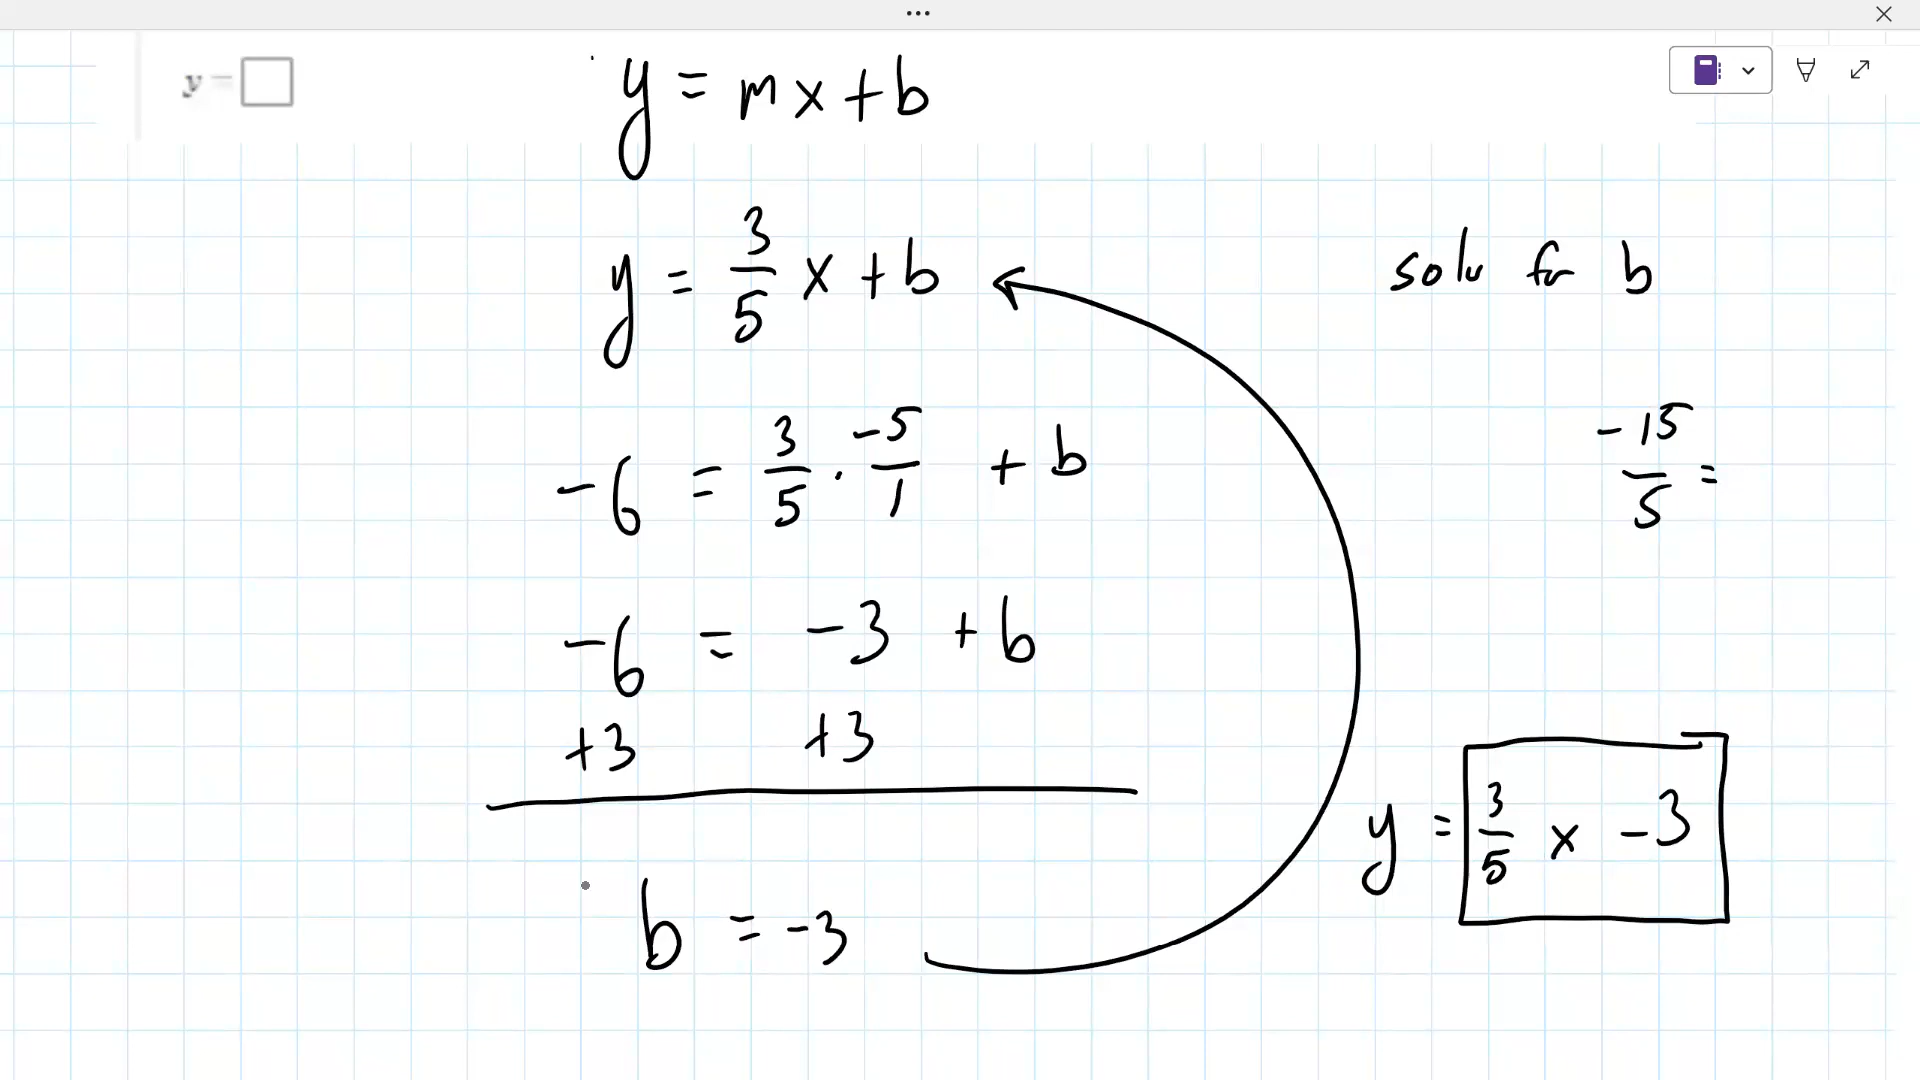 y =
y = mx + b
y = 3/5 x + b
solv for b
-6 = 3/5 · -5/1 + b
-15/5 =
-6 = -3 + b
+3 +3
y = 3/5 x - 3
b = -3